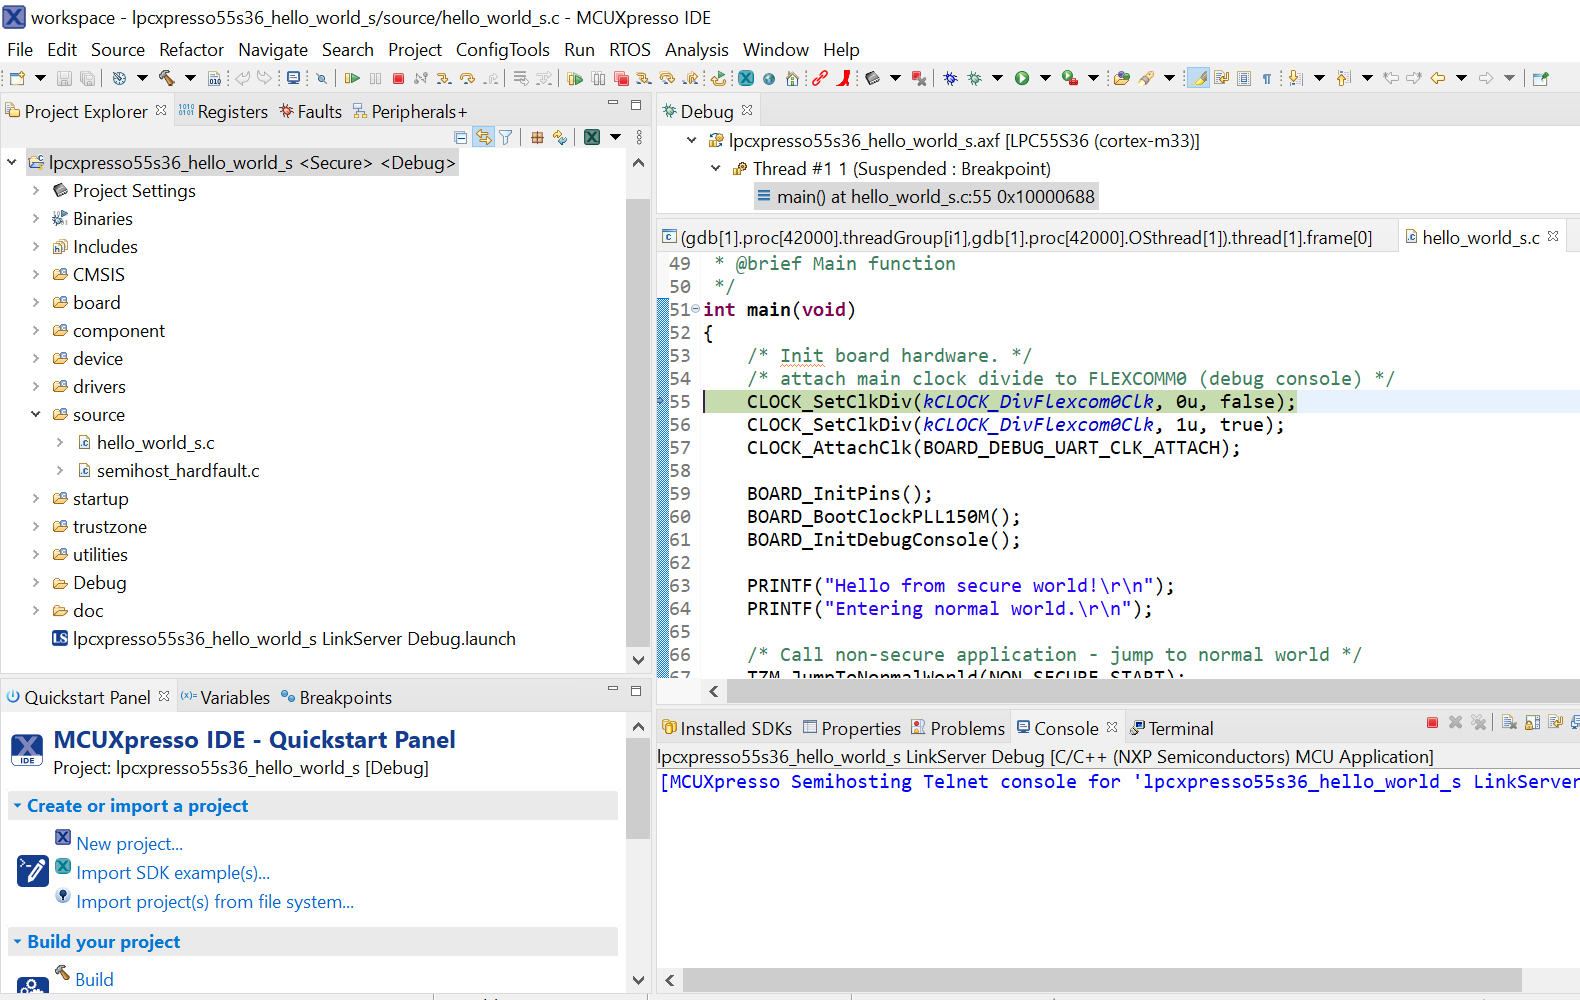 workspace - lpcxpresso55s36_hello_world_s/source/hello_world_s.c - MCUXpresso IDE
File Edit Source Refactor Navigate Search Project ConfigTools Run RTOS Analysis Window Help
Project Explorer Registers Faults Peripherals+
lpcxpresso55s36_hello_world_s <Secure> <Debug>
Project Settings
Binaries
Includes
CMSIS
board
component
device
drivers
source
hello_world_s.c
semihost_hardfault.c
startup
trustzone
utilities
Debug
doc
LS lpcxpresso55s36_hello_world_s LinkServer Debug.launch
Quickstart Panel (x)= Variables Breakpoints
IDE MCUXpresso IDE - Quickstart Panel
Project: lpcxpresso55s36_hello_world_s [Debug]
Create or import a project
New project...
Import SDK example(s)...
Import project(s) from file system...
Build your project
Build
Debug
lpcxpresso55s36_hello_world_s.axf [LPC55S36 (cortex-m33)]
Thread #1 1 (Suspended : Breakpoint)
main() at hello_world_s.c:55 0x10000688
(gdb[1].proc[42000].threadGroup[i1],gdb[1].proc[42000].OSthread[1]).thread[1].frame[0] hello_world_s.c
49 * @brief Main function
50 */
51 int main(void)
52 {
53 /* Init board hardware. */
54 /* attach main clock divide to FLEXCOMM0 (debug console) */
55 CLOCK_SetClkDiv(kCLOCK_DivFlexcom0Clk, 0u, false);
56 CLOCK_SetClkDiv(kCLOCK_DivFlexcom0Clk, 1u, true);
57 CLOCK_AttachClk(BOARD_DEBUG_UART_CLK_ATTACH);
58
59 BOARD_InitPins();
60 BOARD_BootClockPLL150M();
61 BOARD_InitDebugConsole();
62
63 PRINTF("Hello from secure world!\r\n");
64 PRINTF("Entering normal world.\r\n");
65
66 /* Call non-secure application - jump to normal world */
67 TZM_JumpToNormalWorld(NON_SECURE_START);
Installed SDKs Properties Problems Console Terminal
lpcxpresso55s36_hello_world_s LinkServer Debug [C/C++ (NXP Semiconductors) MCU Application]
[MCUXpresso Semihosting Telnet console for 'lpcxpresso55s36_hello_world_s LinkServer